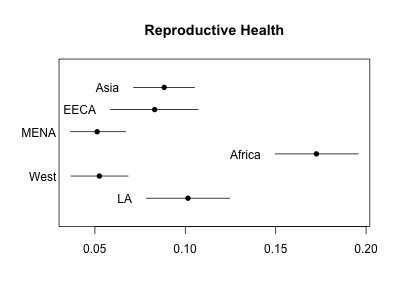 Reproductive Health
Asia
EECA
MENA
Africa
West
LA
0.05 0.10 0.15 0.20